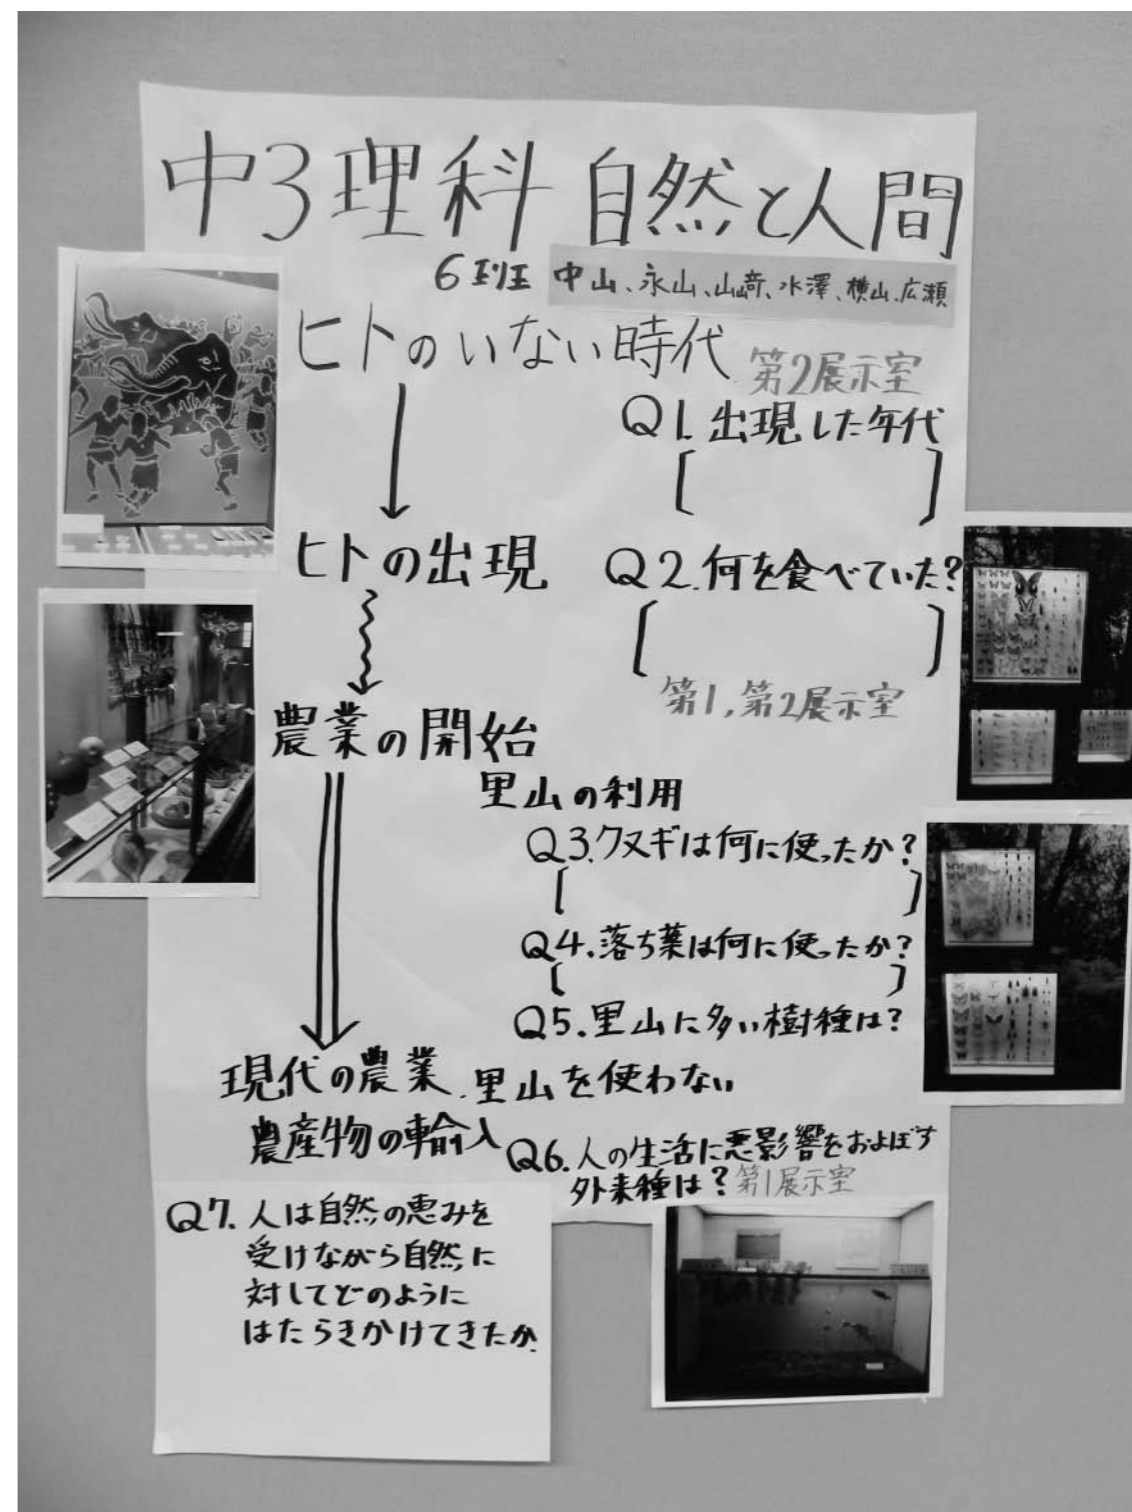 中3理科 自然と人間
6班 中山、永山、山﨑、水澤、横山、広瀬
ヒトのいない時代
第2展示室
Q1. 出現した年代
ヒトの出現
Q2. 何を食べていた?
第1,第2展示室
農業の開始
里山の利用
Q3.クヌギは何に使ったか?
Q4.落ち葉は何に使ったか?
Q5.里山に多い樹種は?
現代の農業.里山を使わない
農産物の輸入
Q6.人の生活に悪影響をおよぼす
外来種は?第1展示室
Q7.人は自然の恵みを
受けながら自然に
対してどのように
はたらきかけてきたか.